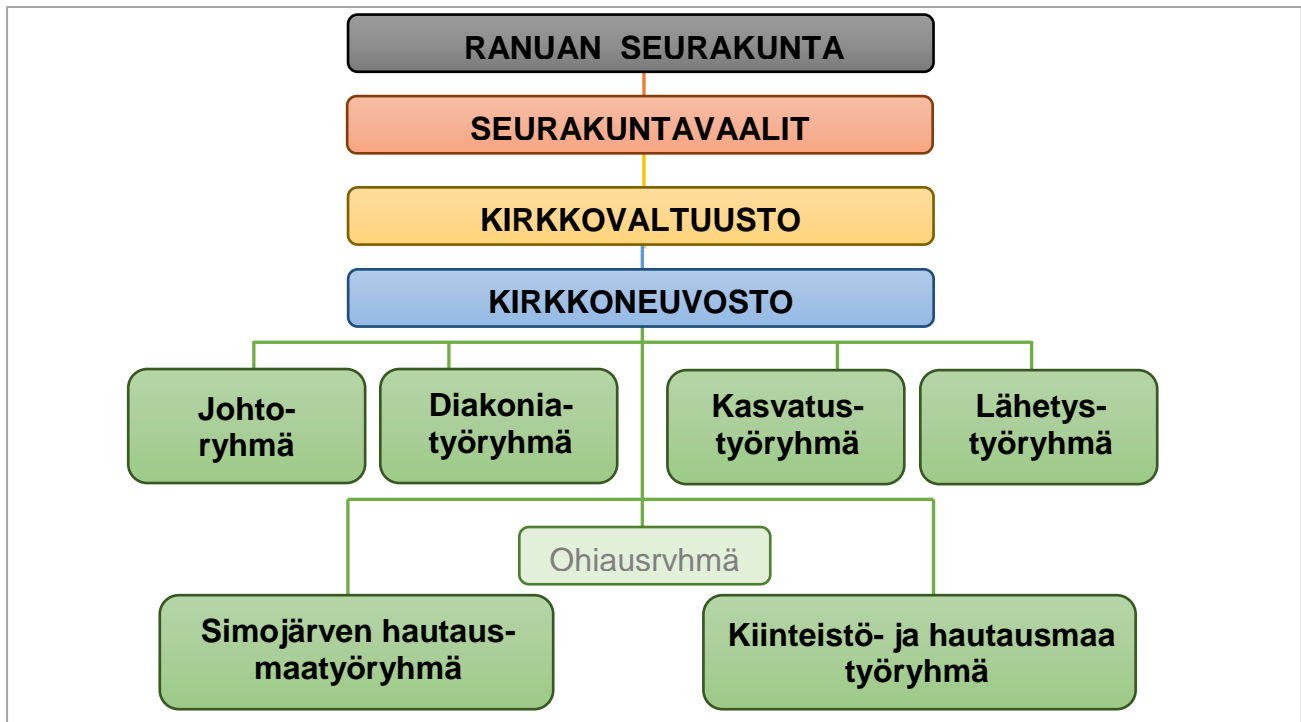 RANUAN SEURAKUNTA
SEURAKUNTAVAALIT
KIRKKOVALTUUSTO
KIRKKONEUVOSTO
Johto-
ryhmä
Diakonia-
työryhmä
Kasvatus-
työryhmä
Lähetys-
työryhmä
Ohjausryhmä
Simojärven hautaus-
maatyöryhmä
Kiinteistö- ja hautausmaa
työryhmä